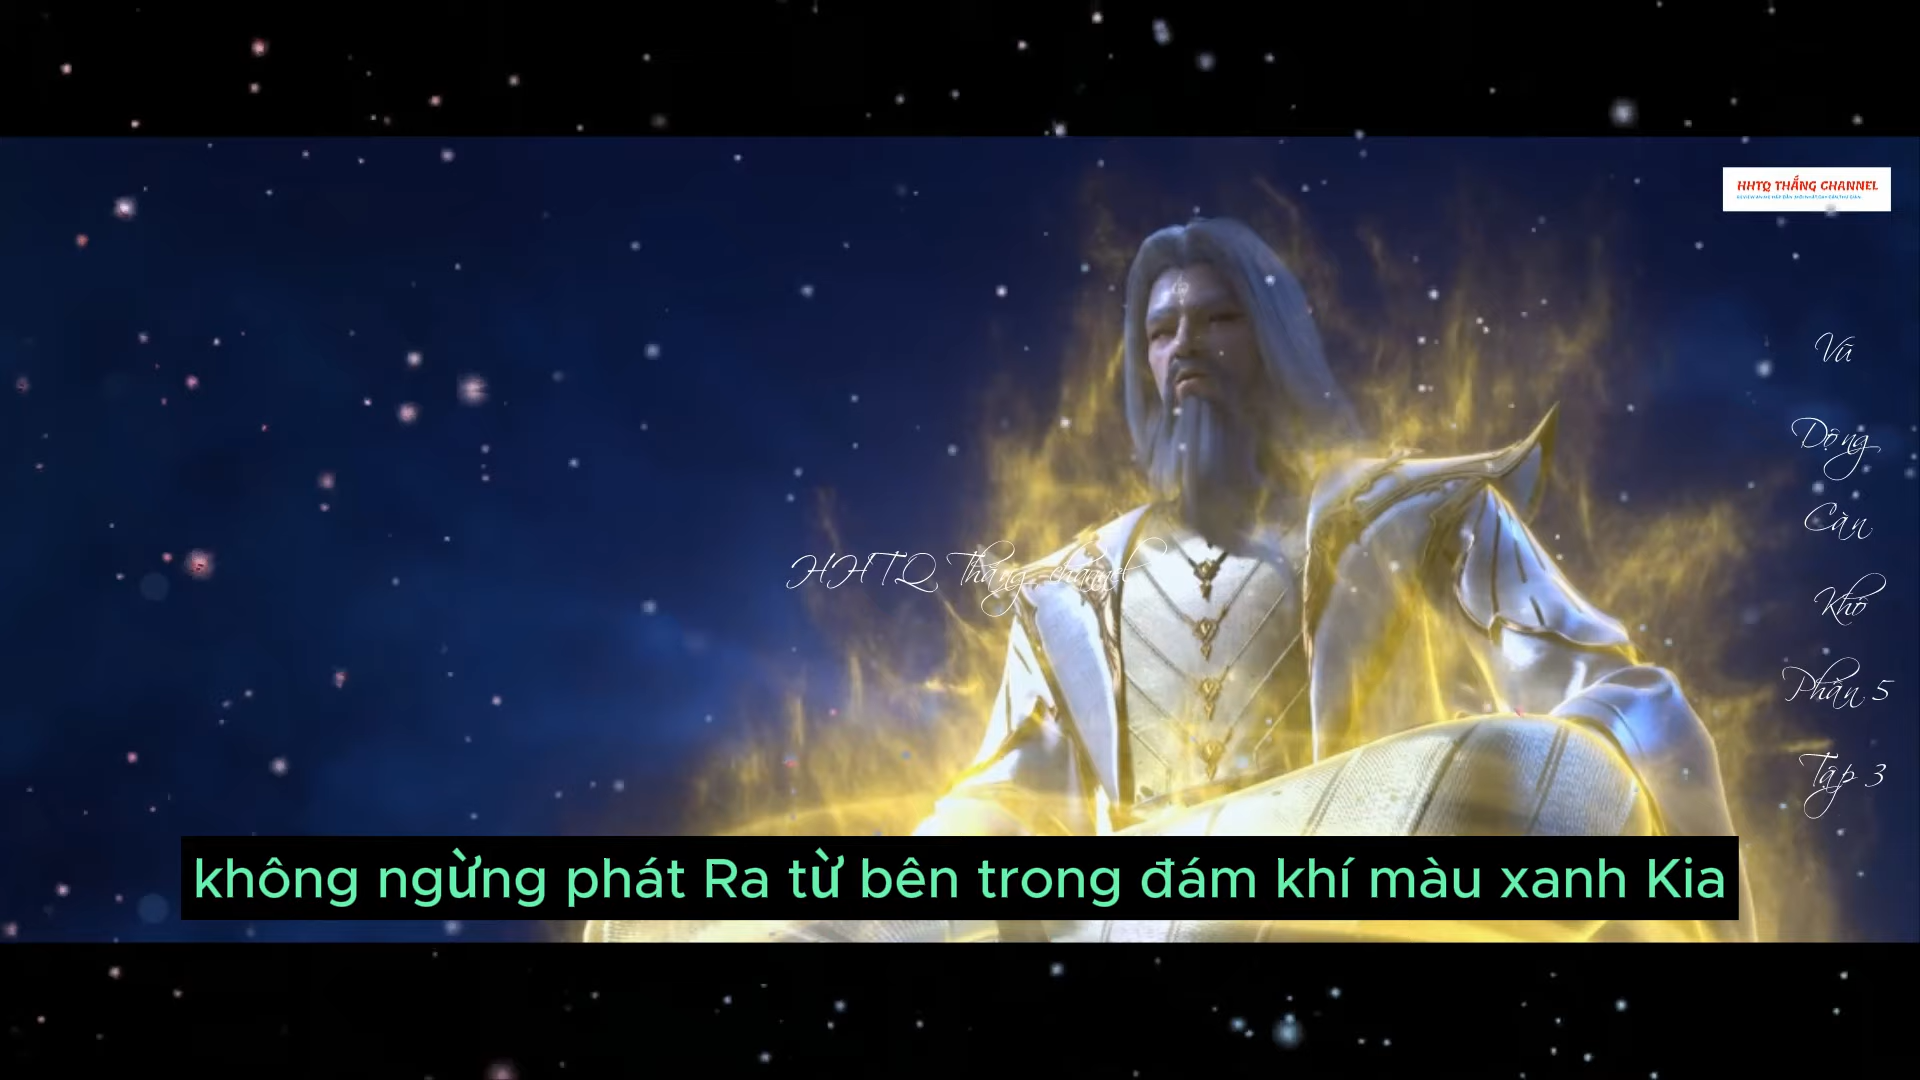 HHTQ THẮNG CHANNEL
Vũ
Động
Càn
Khô
Phần 5
Tập 3
HHTQ Thắng channel
không ngừng phát Ra từ bên trong đám khí màu xanh Kia